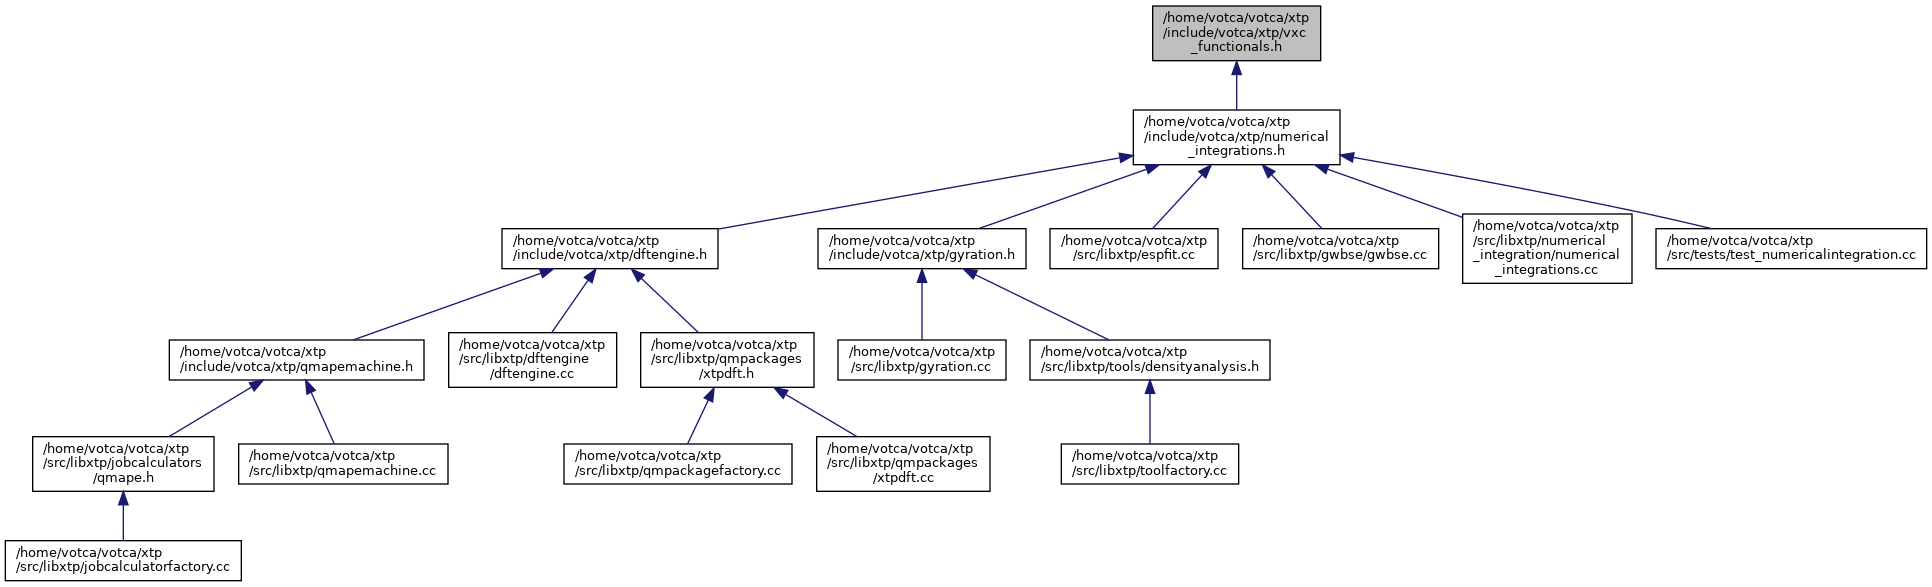 /home/votca/votca/xtp
/include/votca/xtp/vxc
_functionals.h
/home/votca/votca/xtp
/include/votca/xtp/numerical
_integrations.h
/home/votca/votca/xtp
/include/votca/xtp/dftengine.h
/home/votca/votca/xtp
/include/votca/xtp/gyration.h
/home/votca/votca/xtp
/src/libxtp/espfit.cc
/home/votca/votca/xtp
/src/libxtp/gwbse/gwbse.cc
/home/votca/votca/xtp
/src/libxtp/numerical
_integration/numerical
_integrations.cc
/home/votca/votca/xtp
/src/tests/test_numericalintegration.cc
/home/votca/votca/xtp
/include/votca/xtp/qmapemachine.h
/home/votca/votca/xtp
/src/libxtp/dftengine
/dftengine.cc
/home/votca/votca/xtp
/src/libxtp/qmpackages
/xtpdft.h
/home/votca/votca/xtp
/src/libxtp/gyration.cc
/home/votca/votca/xtp
/src/libxtp/tools/densityanalysis.h
/home/votca/votca/xtp
/src/libxtp/jobcalculators
/qmape.h
/home/votca/votca/xtp
/src/libxtp/qmapemachine.cc
/home/votca/votca/xtp
/src/libxtp/qmpackagefactory.cc
/home/votca/votca/xtp
/src/libxtp/qmpackages
/xtpdft.cc
/home/votca/votca/xtp
/src/libxtp/toolfactory.cc
/home/votca/votca/xtp
/src/libxtp/jobcalculatorfactory.cc